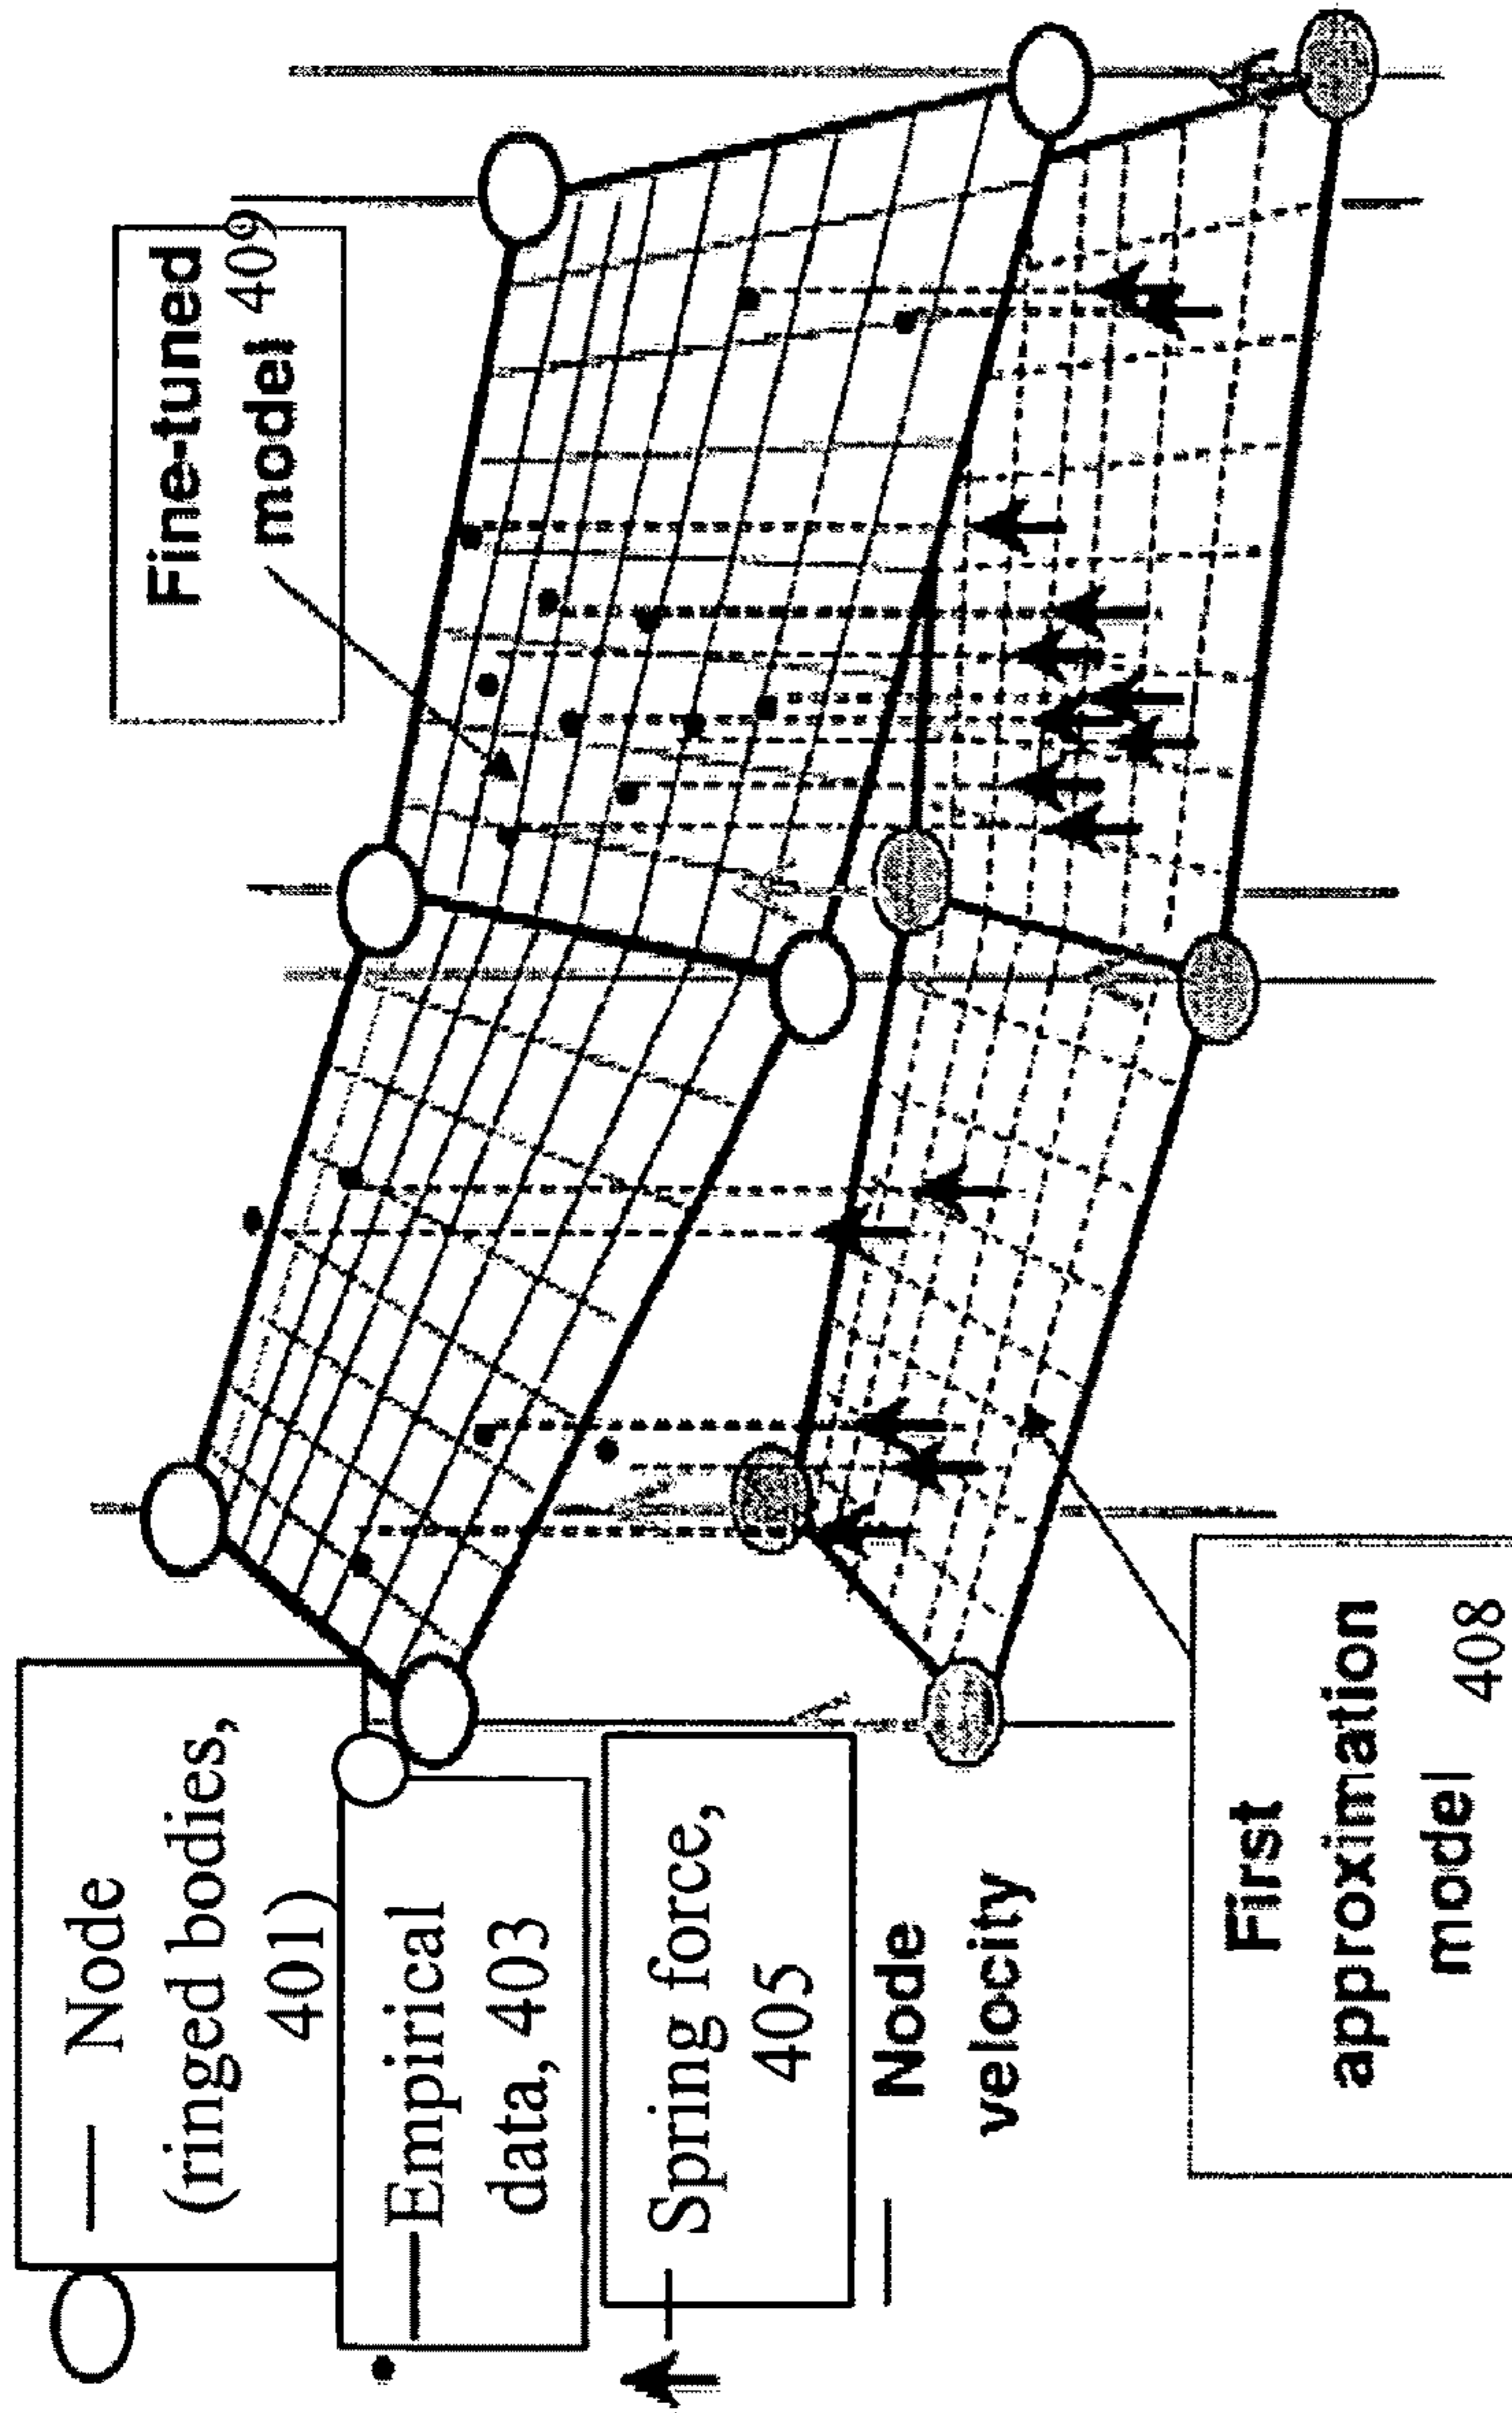 — Node
(ringed bodies,
401)
—Empirical
data, 403
— Spring force,
405
— Node
velocity
Fine-tuned
model 409
First
approximation
model 408